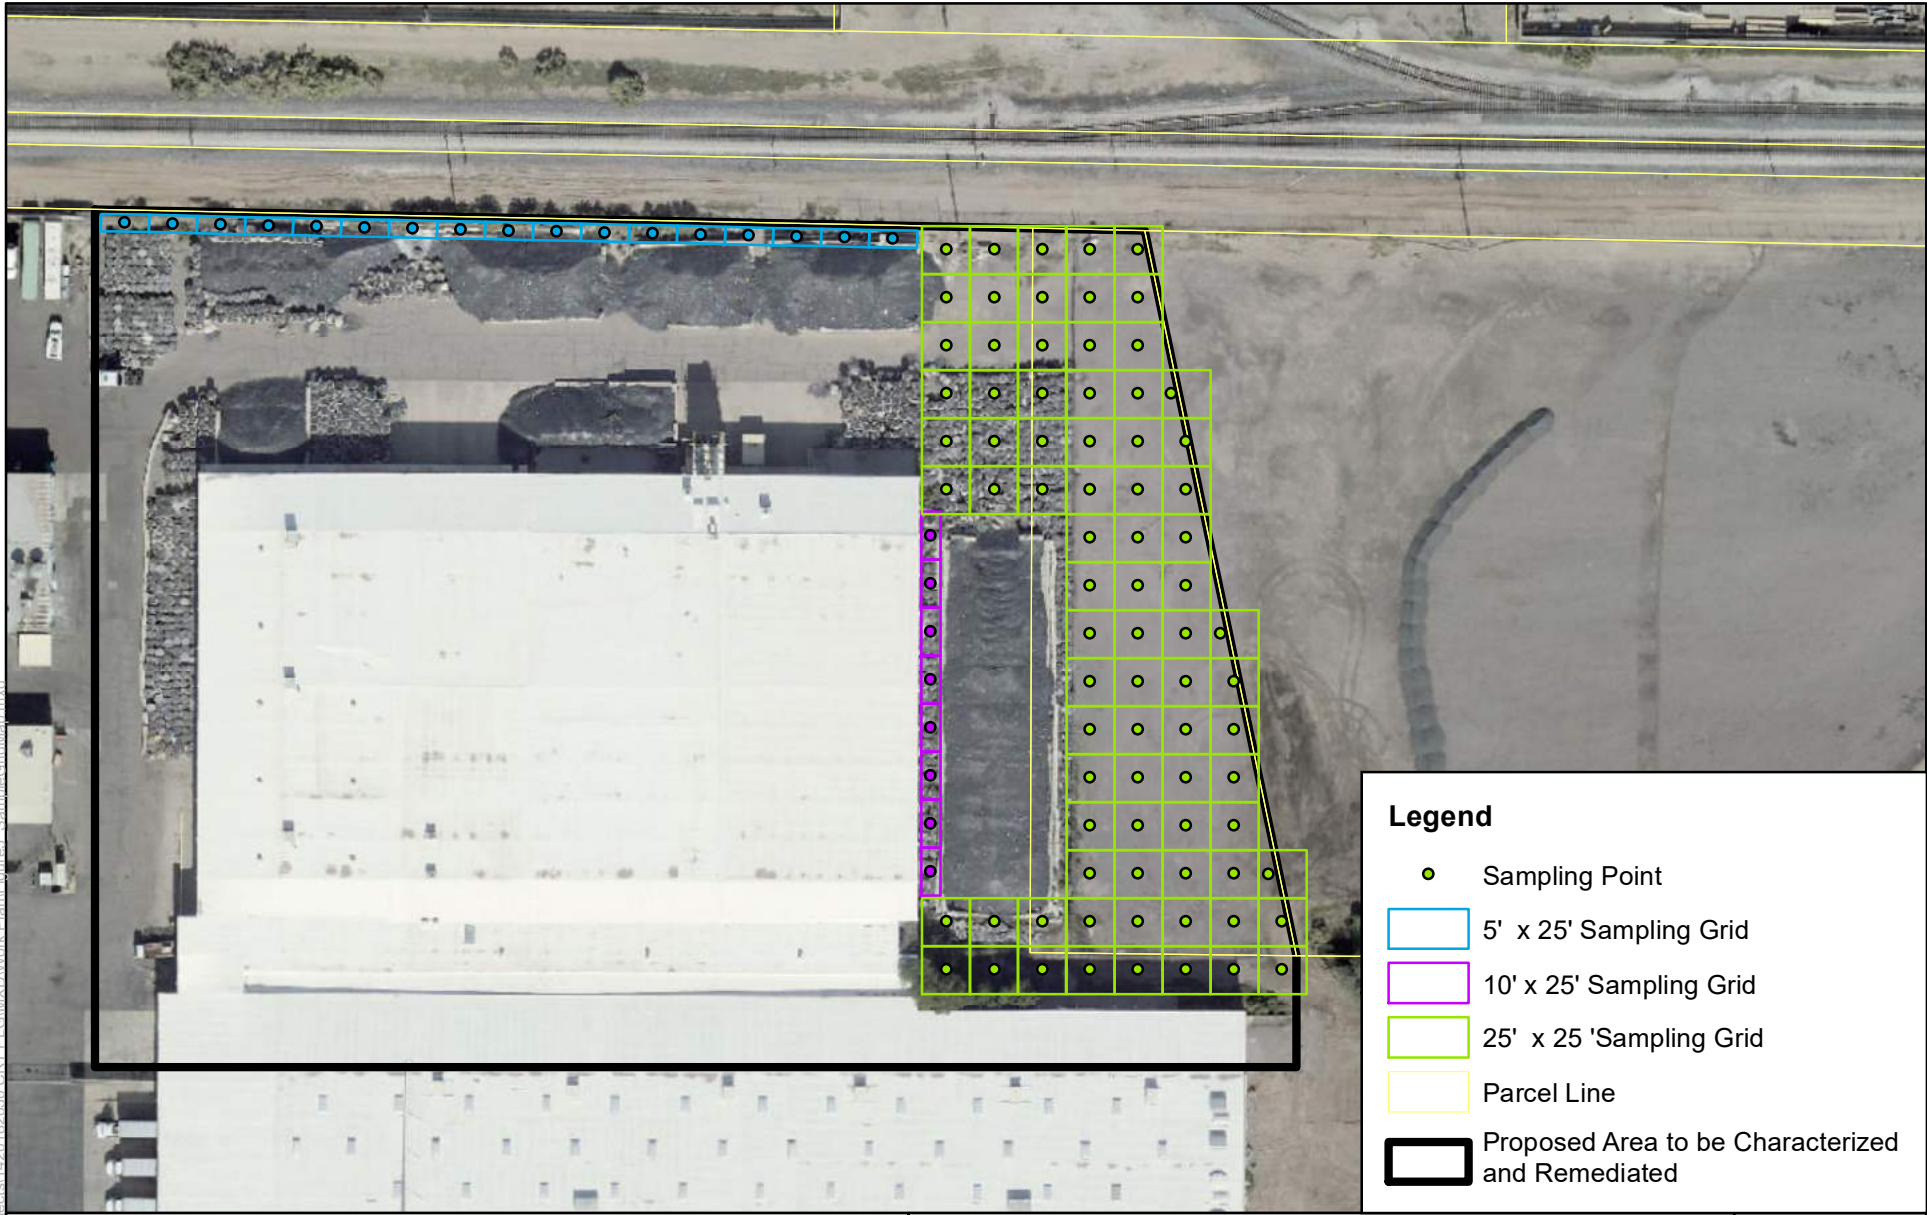 Legend
Sampling Point
5' x 25' Sampling Grid
10' x 25' Sampling Grid
25' x 25 'Sampling Grid
Parcel Line
Proposed Area to be Characterized
and Remediated